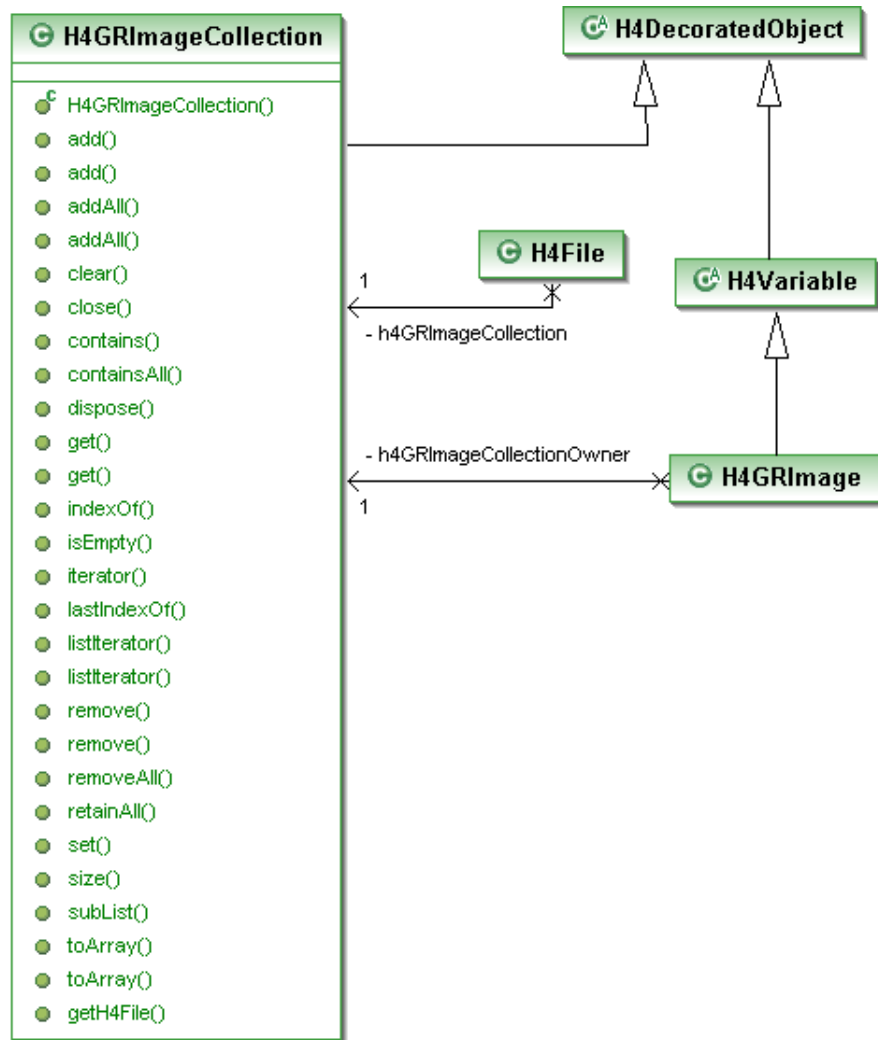 H4GRImageCollection
H4GRImageCollection()
add()
add()
addAll()
addAll()
clear()
close()
contains()
containsAll()
dispose()
get()
get()
indexOf()
isEmpty()
iterator()
lastIndexOf()
listIterator()
listIterator()
remove()
remove()
removeAll()
retainAll()
set()
size()
subList()
toArray()
toArray()
getH4File()
H4DecoratedObject
H4File
1
- h4GRImageCollection
H4Variable
- h4GRImageCollectionOwner
1
H4GRImage